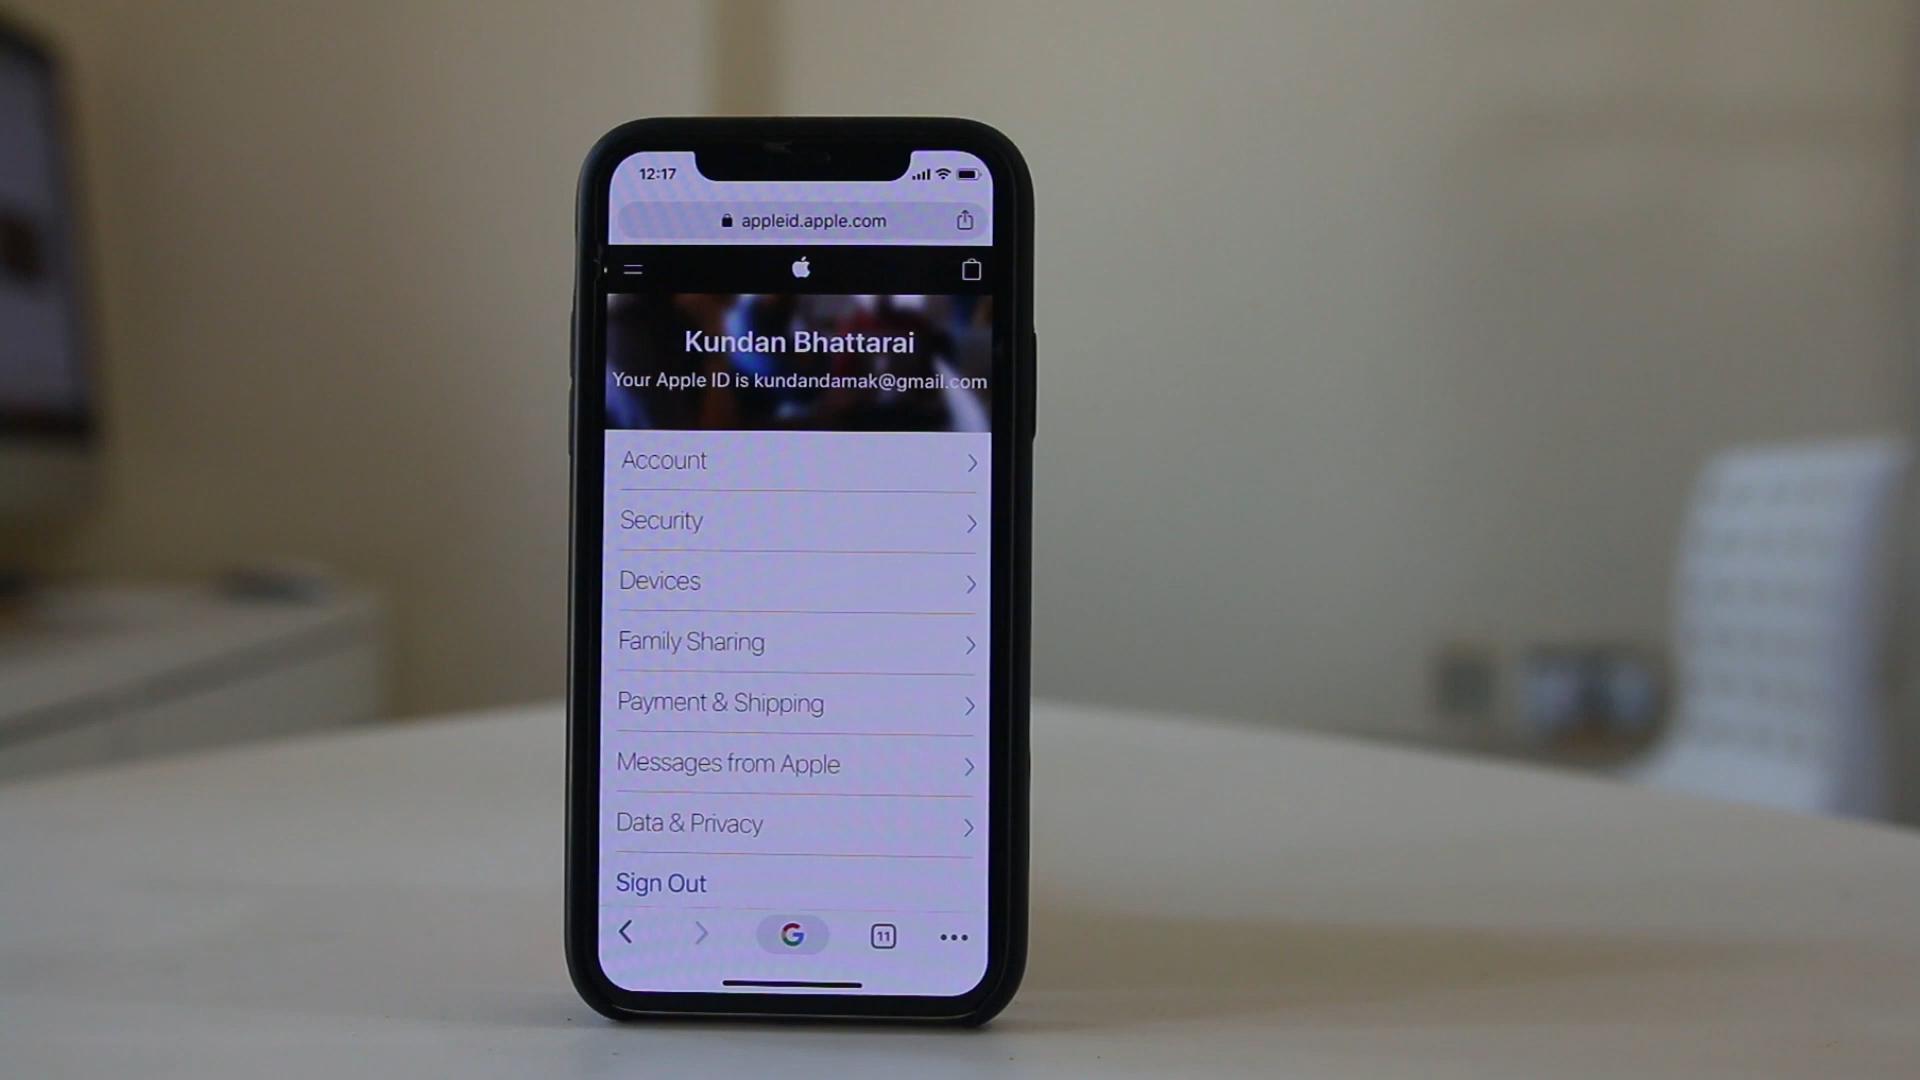 12:17
appleid.apple.com
Kundan Bhattarai
Your Apple ID is kundandamak@gmail.com
Account
Security
Devices
Family Sharing
Payment & Shipping
Messages from Apple
Data & Privacy
Sign Out
G 11